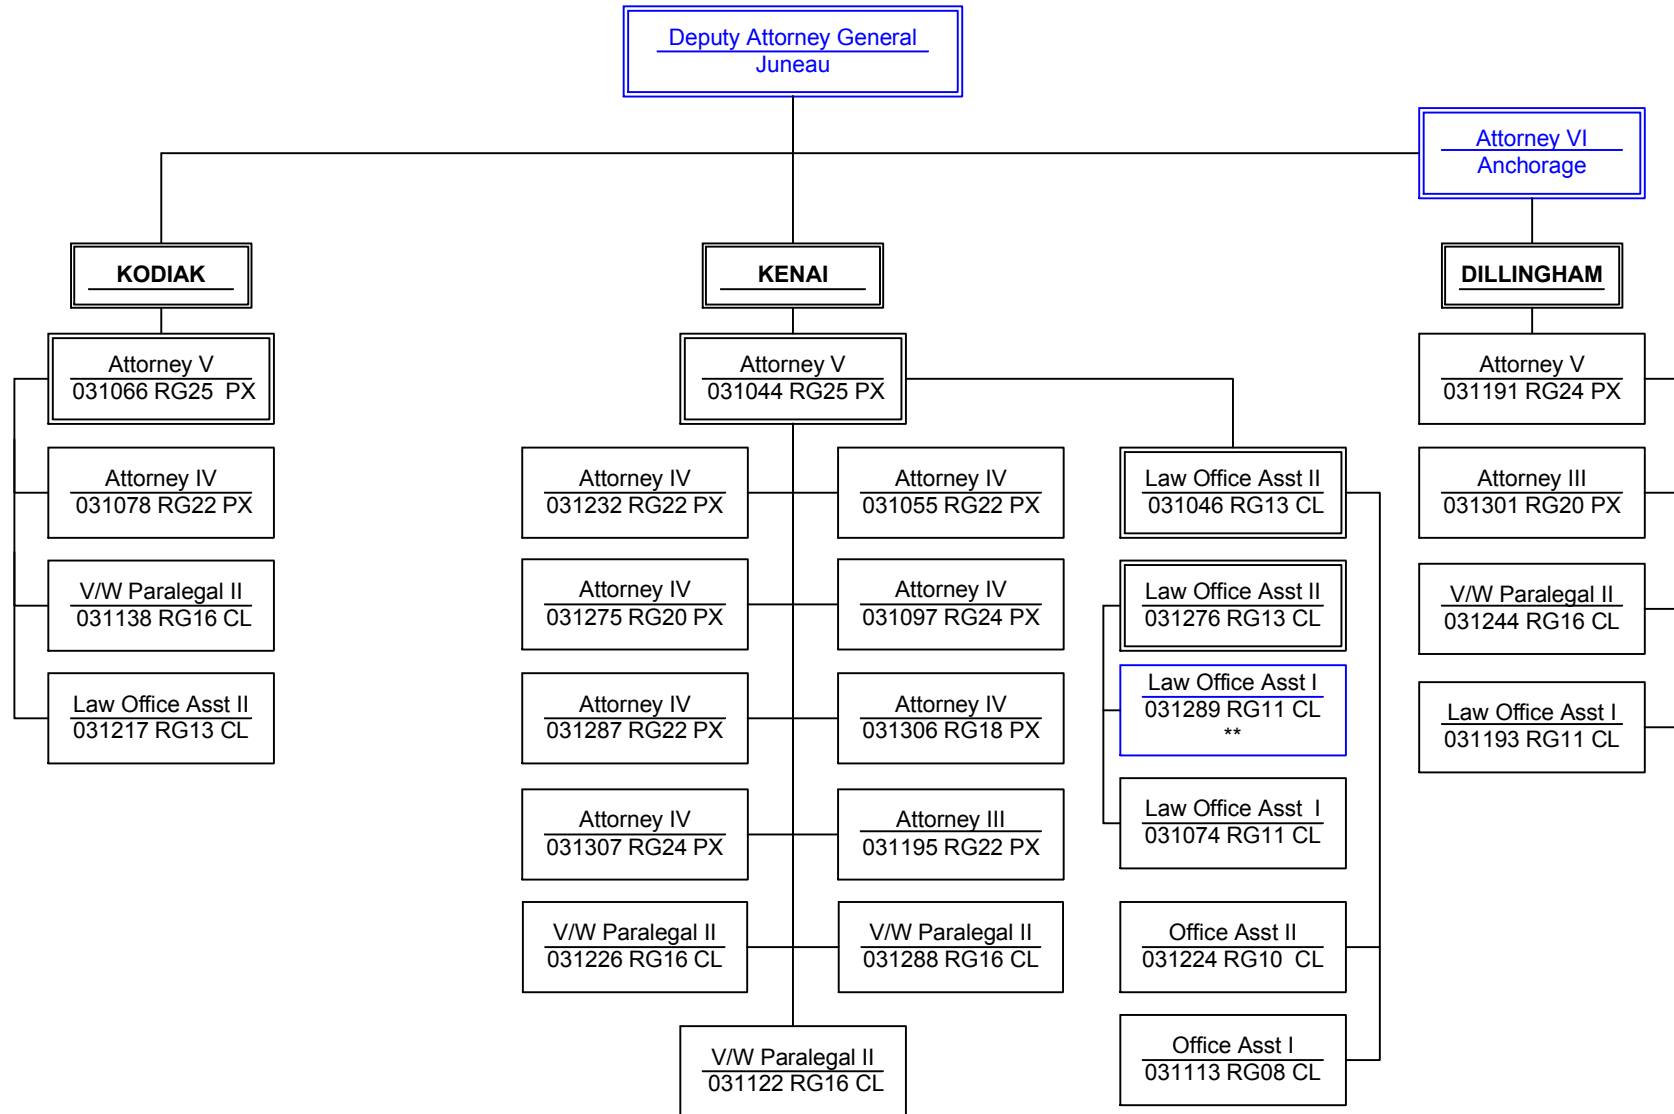 Deputy Attorney General
Juneau
Attorney VI
Anchorage
KODIAK
KENAI
DILLINGHAM
Attorney V
031066 RG25  PX
Attorney IV
031078 RG22 PX
V/W Paralegal II
031138 RG16 CL
Law Office Asst II
031217 RG13 CL
Attorney V
031044 RG25 PX
Attorney IV
031232 RG22 PX
Attorney IV
031055 RG22 PX
Attorney IV
031275 RG20 PX
Attorney IV
031097 RG24 PX
Attorney IV
031287 RG22 PX
Attorney IV
031306 RG18 PX
Attorney IV
031307 RG24 PX
Attorney III
031195 RG22 PX
V/W Paralegal II
031226 RG16 CL
V/W Paralegal II
031288 RG16 CL
V/W Paralegal II
031122 RG16 CL
Law Office Asst II
031046 RG13 CL
Law Office Asst II
031276 RG13 CL
Law Office Asst I
031289 RG11 CL
**
Law Office Asst  I
031074 RG11 CL
Office Asst II
031224 RG10  CL
Office Asst I
031113 RG08 CL
Attorney V
031191 RG24 PX
Attorney III
031301 RG20 PX
V/W Paralegal II
031244 RG16 CL
Law Office Asst I
031193 RG11 CL